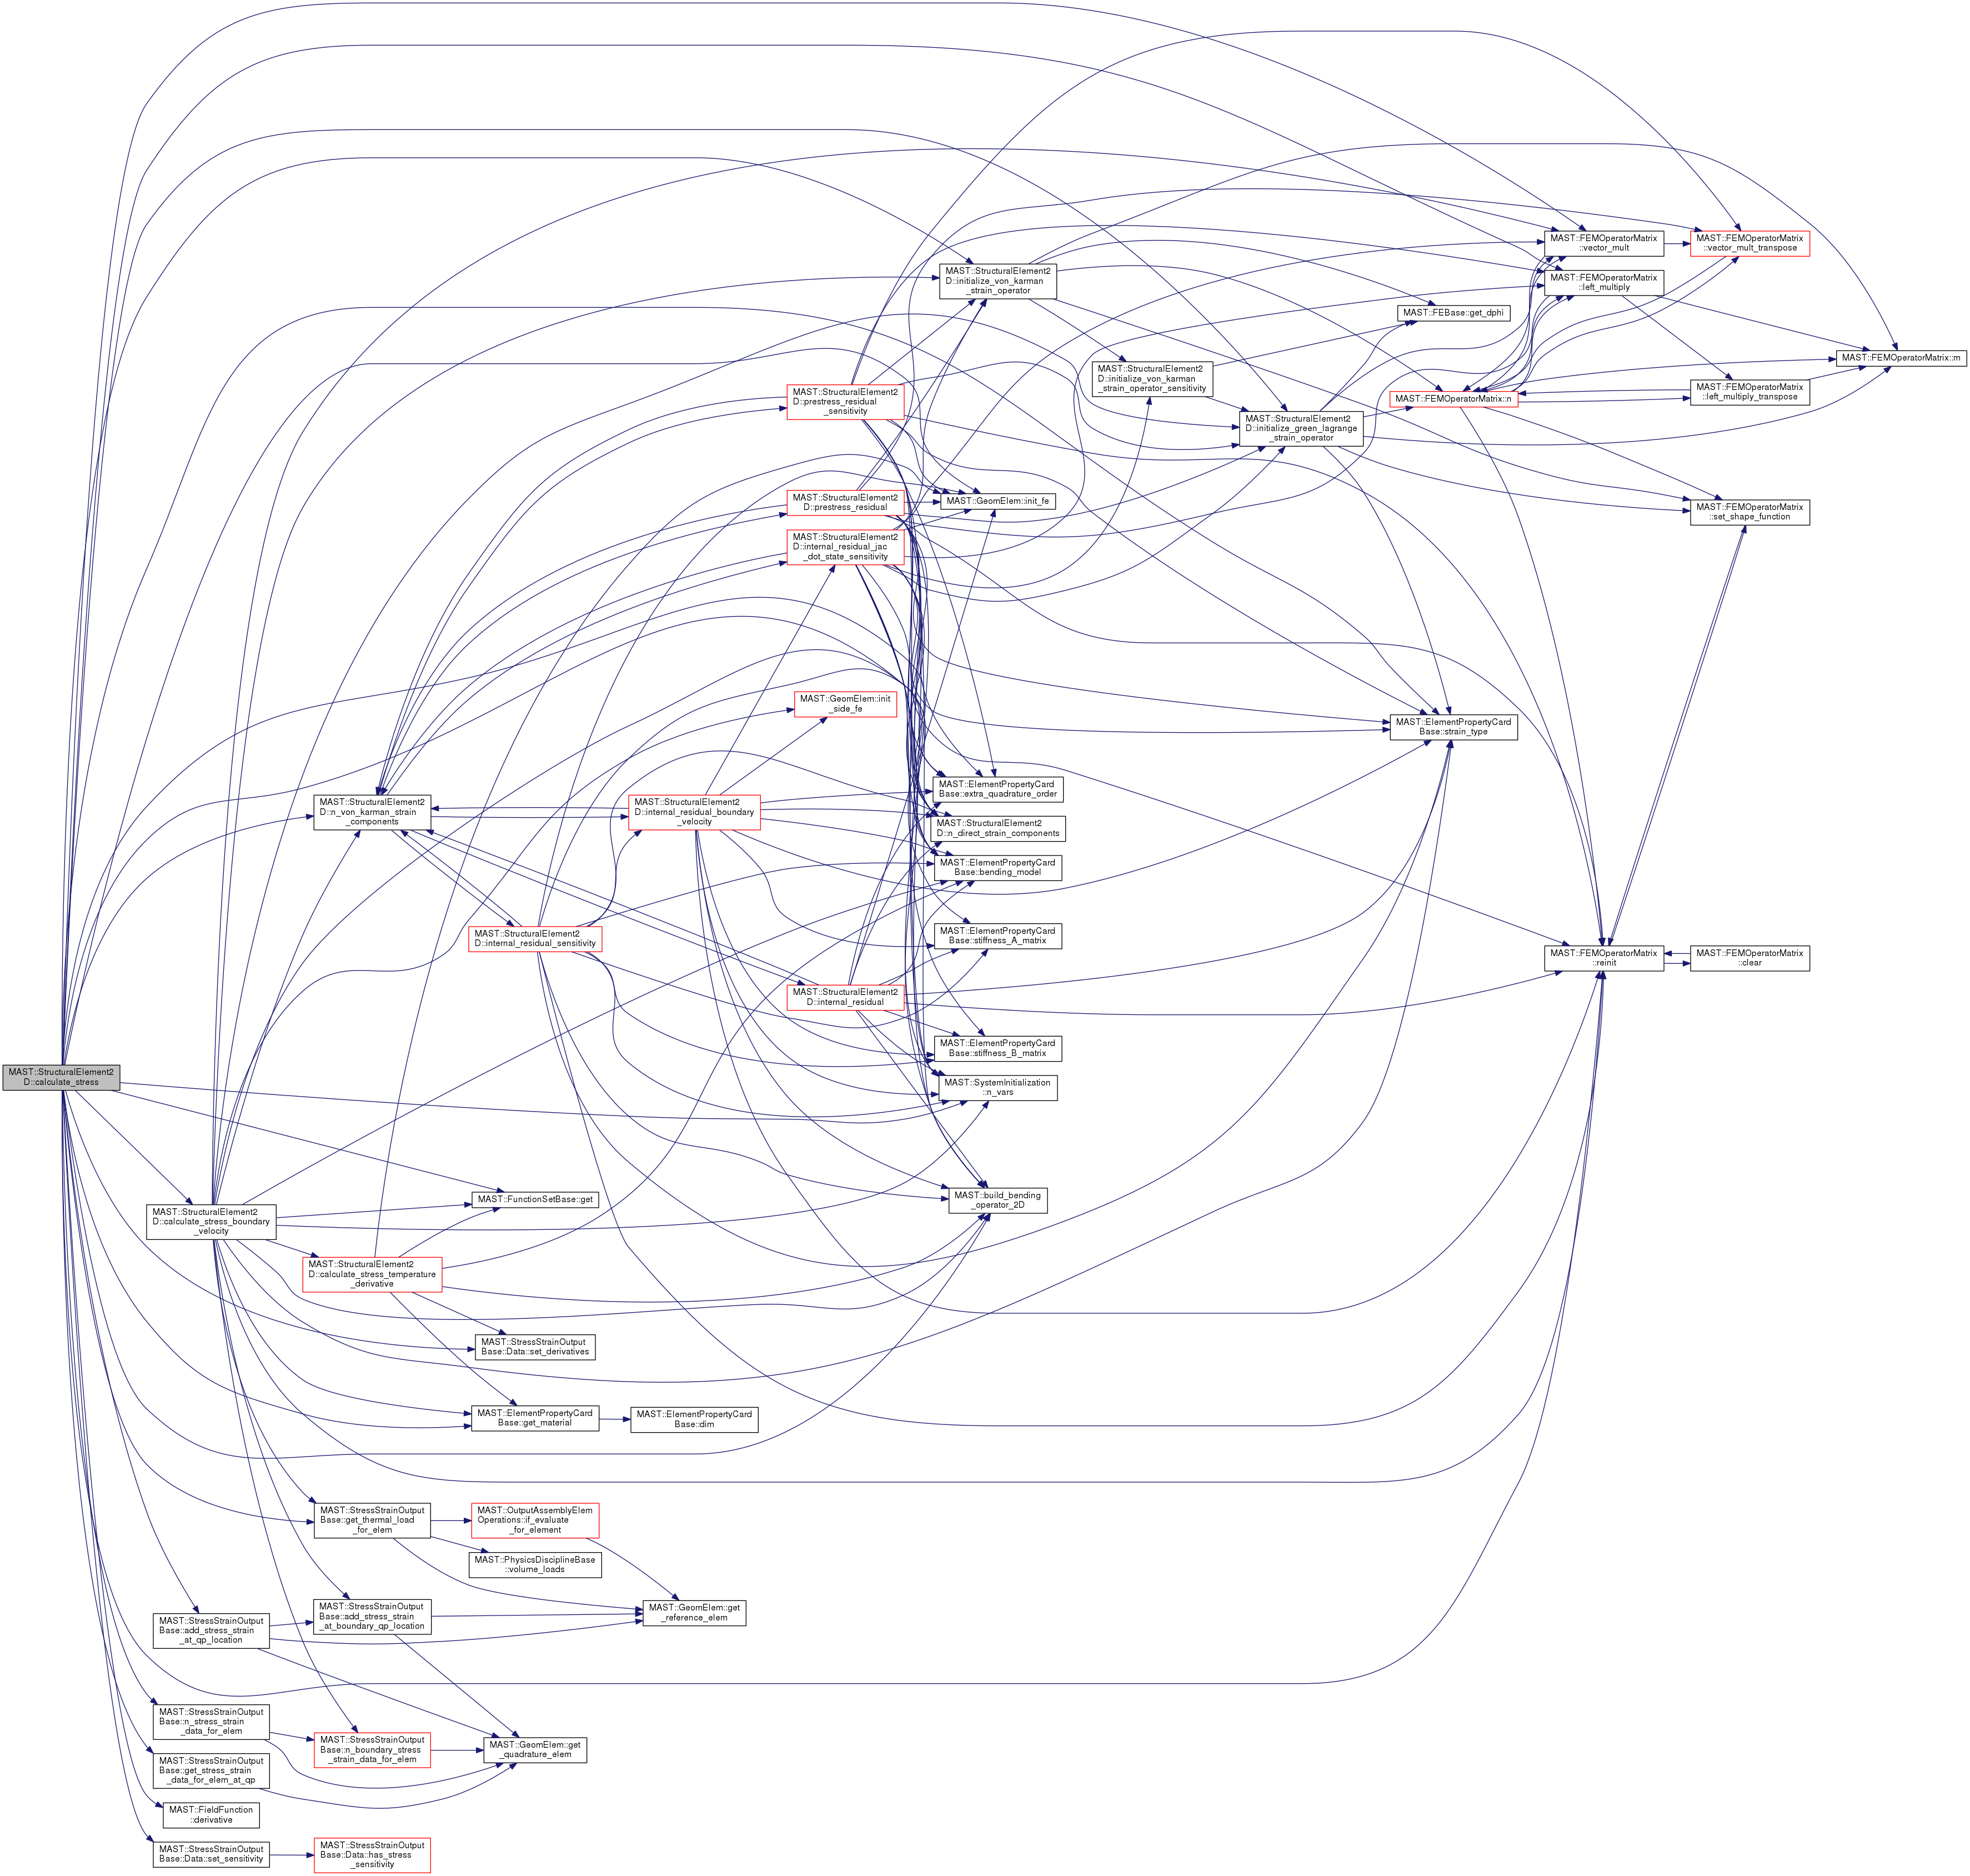 MAST::StructuralElement2
D::calculate_stress
MAST::StructuralElement2
D::calculate_stress_boundary
_velocity
MAST::StressStrainOutput
Base::add_stress_strain
_at_qp_location
MAST::StressStrainOutput
Base::n_stress_strain
_data_for_elem
MAST::StressStrainOutput
Base::get_stress_strain
_data_for_elem_at_qp
MAST::FieldFunction
::derivative
MAST::StressStrainOutput
Base::Data::set_sensitivity
MAST::StructuralElement2
D::n_von_karman_strain
_components
MAST::StructuralElement2
D::calculate_stress_temperature
_derivative
MAST::StressStrainOutput
Base::get_thermal_load
_for_elem
MAST::StressStrainOutput
Base::add_stress_strain
_at_boundary_qp_location
MAST::StressStrainOutput
Base::n_boundary_stress
_strain_data_for_elem
MAST::StressStrainOutput
Base::Data::has_stress
_sensitivity
MAST::StructuralElement2
D::internal_residual_sensitivity
MAST::FunctionSetBase::get
MAST::StressStrainOutput
Base::Data::set_derivatives
MAST::ElementPropertyCard
Base::get_material
MAST::OutputAssemblyElem
Operations::if_evaluate
_for_element
MAST::PhysicsDisciplineBase
::volume_loads
MAST::GeomElem::get
_quadrature_elem
MAST::StructuralElement2
D::internal_residual_boundary
_velocity
MAST::ElementPropertyCard
Base::dim
MAST::GeomElem::get
_reference_elem
MAST::StructuralElement2
D::prestress_residual
_sensitivity
MAST::StructuralElement2
D::prestress_residual
MAST::StructuralElement2
D::internal_residual_jac
_dot_state_sensitivity
MAST::GeomElem::init
_side_fe
MAST::StructuralElement2
D::internal_residual
MAST::StructuralElement2
D::initialize_von_karman
_strain_operator
MAST::GeomElem::init_fe
MAST::ElementPropertyCard
Base::extra_quadrature_order
MAST::StructuralElement2
D::n_direct_strain_components
MAST::ElementPropertyCard
Base::bending_model
MAST::ElementPropertyCard
Base::stiffness_A_matrix
MAST::ElementPropertyCard
Base::stiffness_B_matrix
MAST::SystemInitialization
::n_vars
MAST::build_bending
_operator_2D
MAST::StructuralElement2
D::initialize_von_karman
_strain_operator_sensitivity
MAST::StructuralElement2
D::initialize_green_lagrange
_strain_operator
MAST::FEBase::get_dphi
MAST::FEMOperatorMatrix::n
MAST::ElementPropertyCard
Base::strain_type
MAST::FEMOperatorMatrix
::vector_mult
MAST::FEMOperatorMatrix
::left_multiply
MAST::FEMOperatorMatrix
::reinit
MAST::FEMOperatorMatrix
::vector_mult_transpose
MAST::FEMOperatorMatrix
::left_multiply_transpose
MAST::FEMOperatorMatrix
::set_shape_function
MAST::FEMOperatorMatrix
::clear
MAST::FEMOperatorMatrix::m